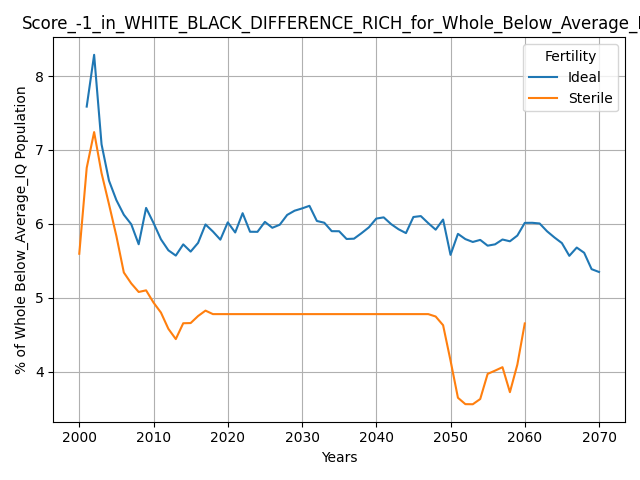 Score_-1_in_WHITE_BLACK_DIFFERENCE_RICH_for_Whole_Below_Average_I
Fertility
Ideal
Sterile
% of Whole Below_Average_IQ Population
8
7
6
5
4
2000 2010 2020 2030 2040 2050 2060 2070
Years